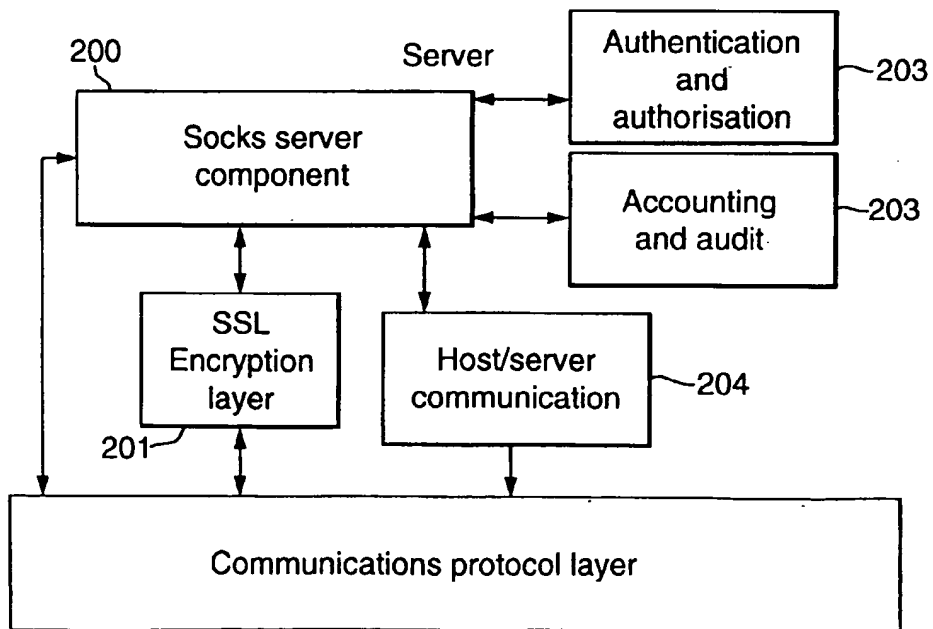 200
Server
Authentication
and
authorisation
203
Socks server
component
Accounting
and audit
203
SSL
Encryption
layer
201
Host/server
communication
204
Communications protocol layer